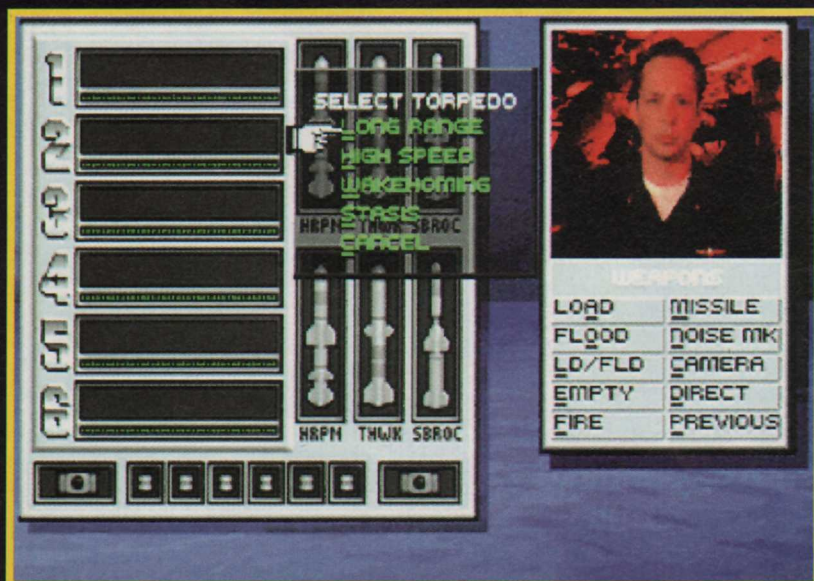 1
2
3
4
5
6
SELECT TORPEDO
LONG RANGE
HIGH SPEED
WAKEHOMING
STASIS
CANCEL
HRPN THWK SBROC
HRPN THWK SBROC
WEAPONS
LOAD MISSILE
FLOOD NOISE MK
LD/FLD CAMERA
EMPTY DIRECT
FIRE PREVIOUS